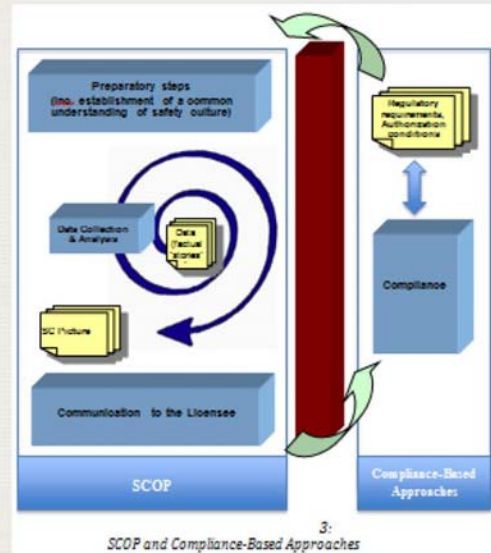 Preparatory steps
(Inc. establishment of a common
understanding of safety culture)
Data Collection
& Analysis
Data
(factual
"stories"
SC Picture
Communication to the Licensee
SCOP
Regulatory
requirements,
Authorization
conditions
Compliance
Compliance-Based
Approaches
3:
SCOP and Compliance-Based Approaches